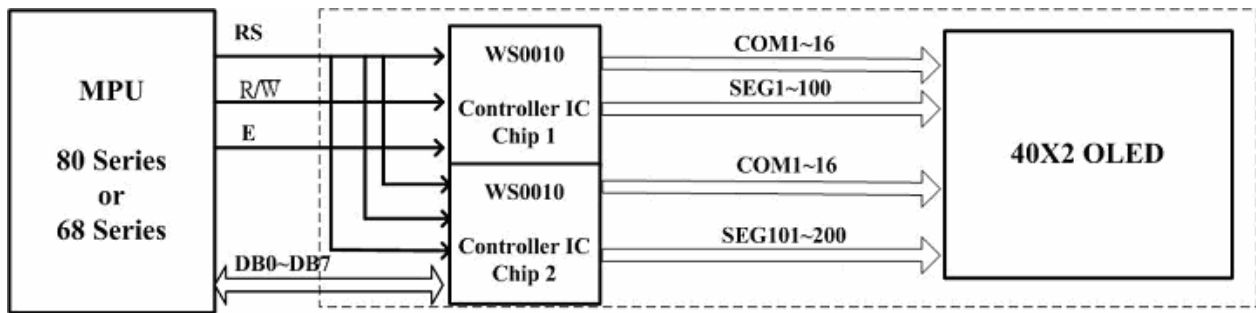 MPU
80 Series
or
68 Series
RS
R/W̅
E
DB0~DB7
WS0010
Controller IC
Chip 1
WS0010
Controller IC
Chip 2
COM1~16
SEG1~100
COM1~16
SEG101~200
40X2 OLED